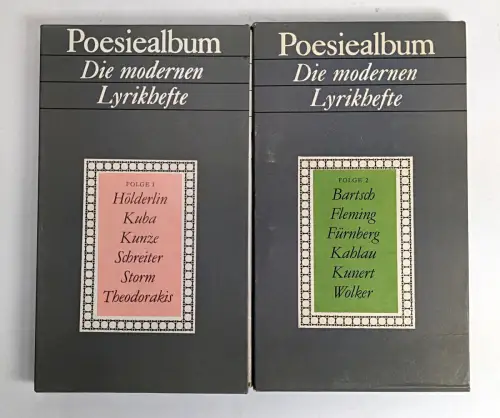 Poesiealbum
Die modernen
Lyrikhefte
FOLGE 1
Hölderlin
Kuba
Kunze
Schreiter
Storm
Theodorakis
Poesiealbum
Die modernen
Lyrikhefte
FOLGE 2
Bartsch
Fleming
Fürnberg
Kahlau
Kunert
Wolker